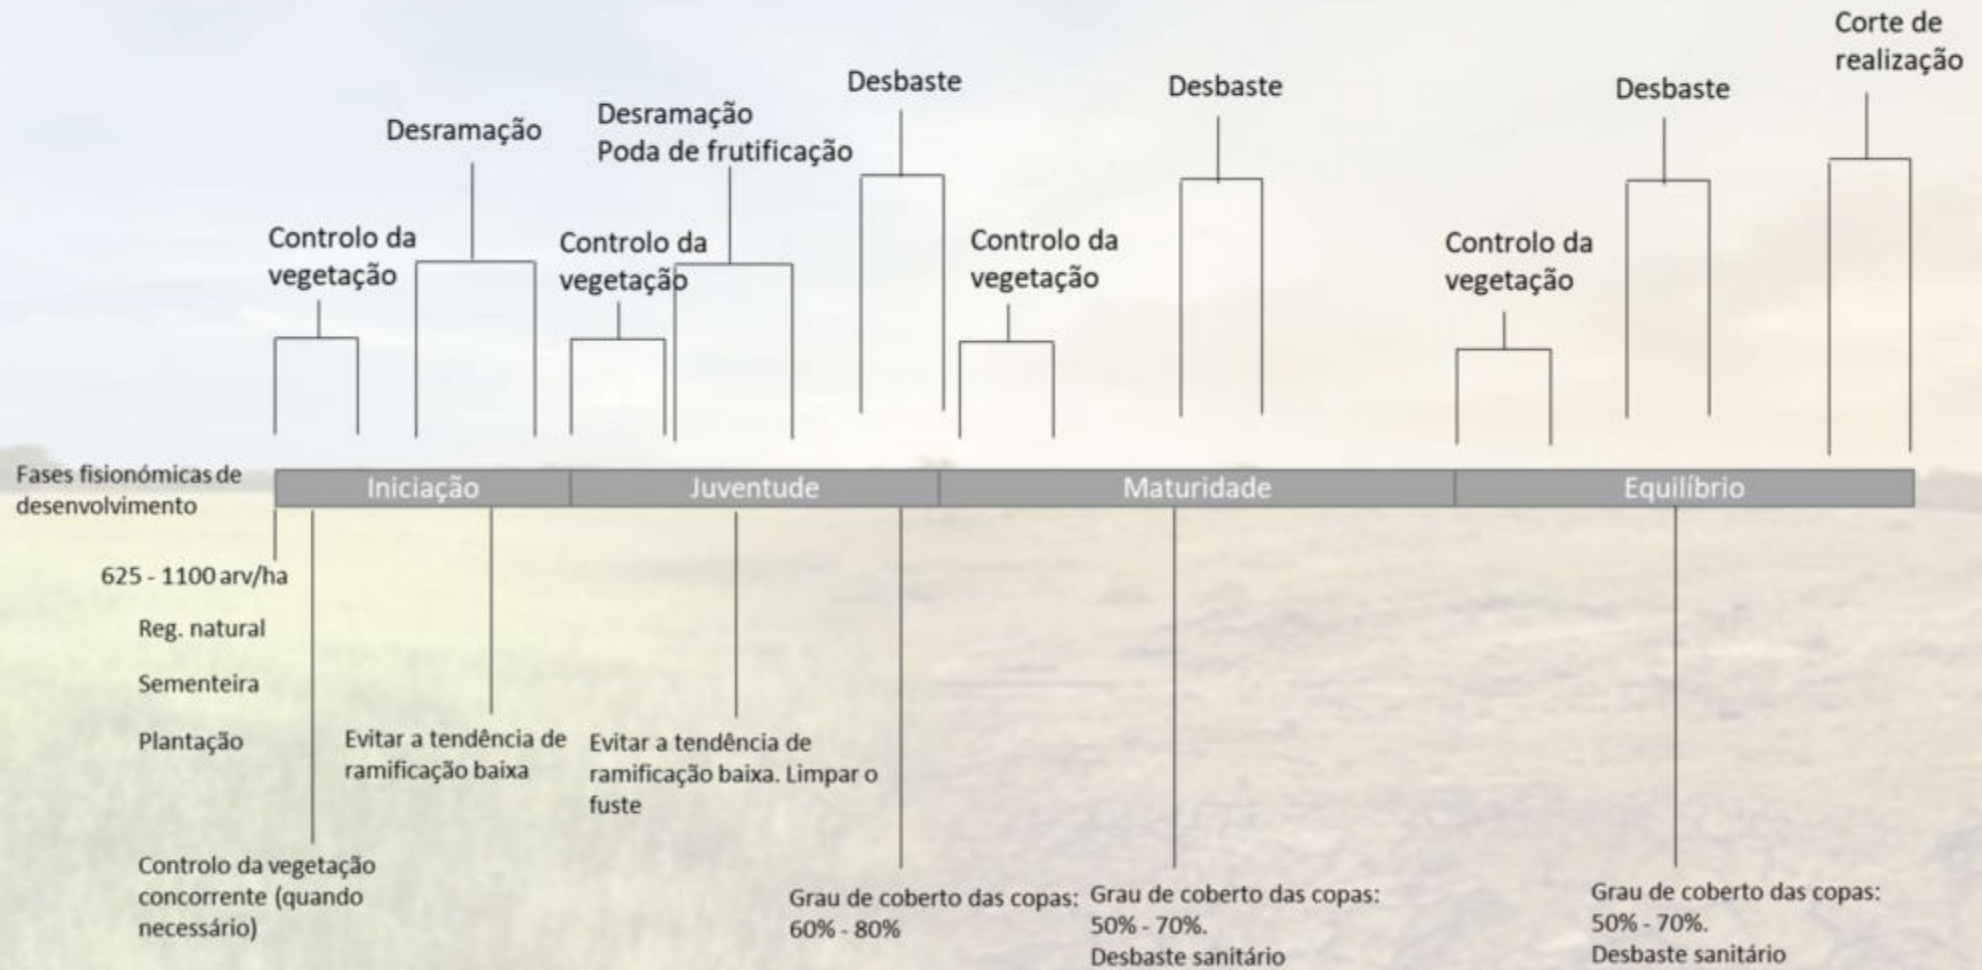 Corte de
realização
Desbaste
Desbaste
Desbaste
Desramação
Desramação
Poda de frutificação
Controlo da
vegetação
Controlo da
vegetação
Controlo da
vegetação
Controlo da
vegetação
Fases fisionómicas de
desenvolvimento
Iniciação
Juventude
Maturidade
Equilíbrio
625 - 1100 arv/ha
Reg. natural
Sementeira
Plantação
Evitar a tendência de
ramificação baixa
Evitar a tendência de
ramificação baixa. Limpar o
fuste
Controlo da vegetação
concorrente (quando
necessário)
Grau de coberto das copas:
60% - 80%
Grau de coberto das copas:
50% - 70%.
Desbaste sanitário
Grau de coberto das copas:
50% - 70%.
Desbaste sanitário